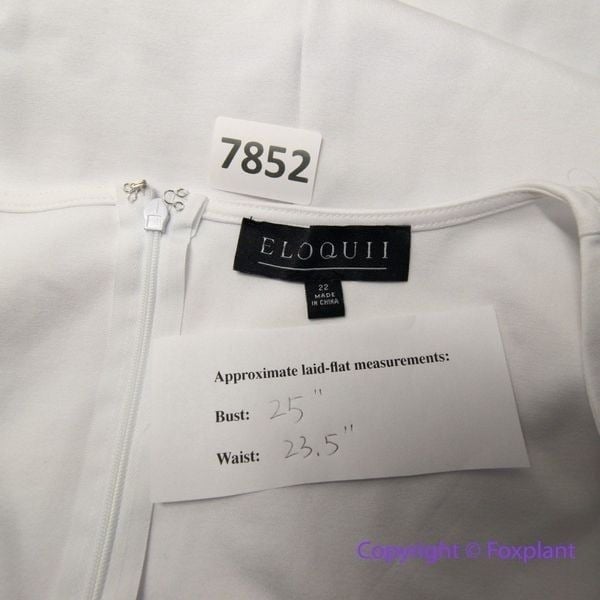 7852
ELOQUII
22
MADE
IN CHINA
Approximate laid-flat measurements:
Bust: 25"
Waist: 23.5"
Copyright © Foxplant